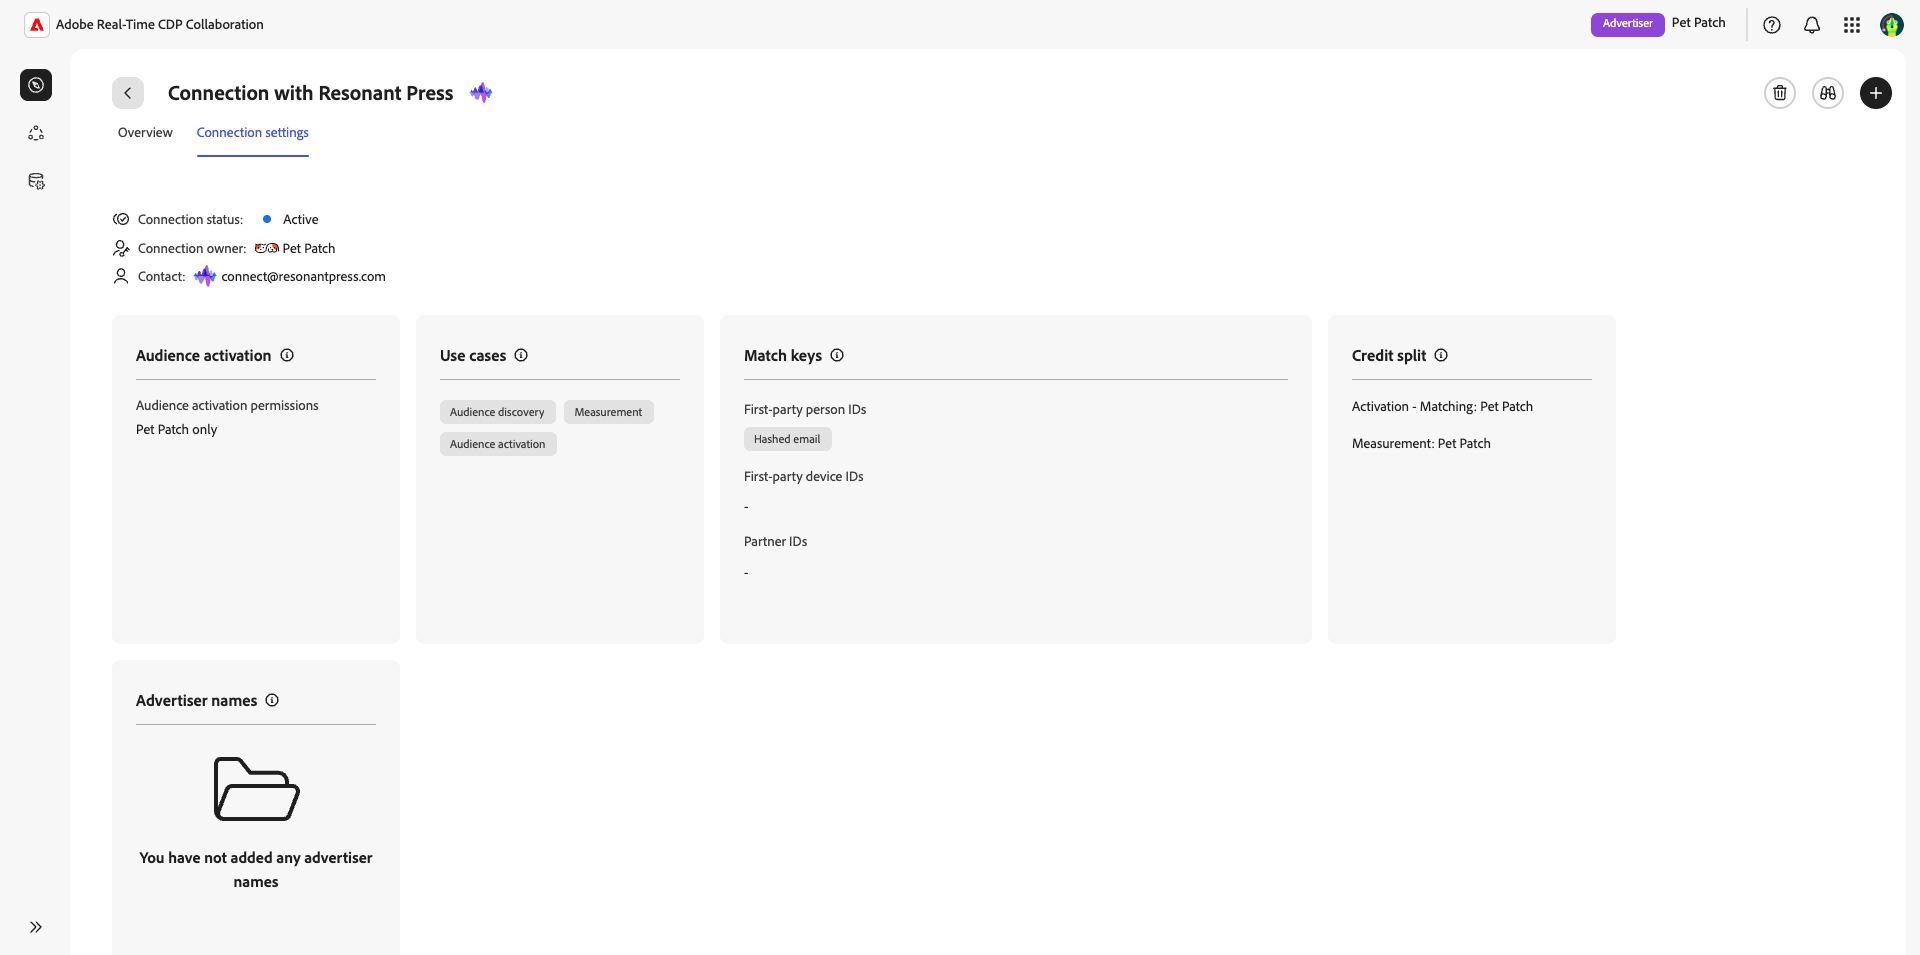 Adobe Real-Time CDP Collaboration
Advertiser
Pet Patch
Connection with Resonant Press
Overview
Connection settings
Connection status:
Active
Connection owner:
Pet Patch
Contact:
connect@resonantpress.com
Audience activation
Audience activation permissions
Pet Patch only
Use cases
Audience discovery
Measurement
Audience activation
Match keys
First-party person IDs
Hashed email
First-party device IDs
-
Partner IDs
-
Credit split
Activation - Matching: Pet Patch
Measurement: Pet Patch
Advertiser names
You have not added any advertiser
names